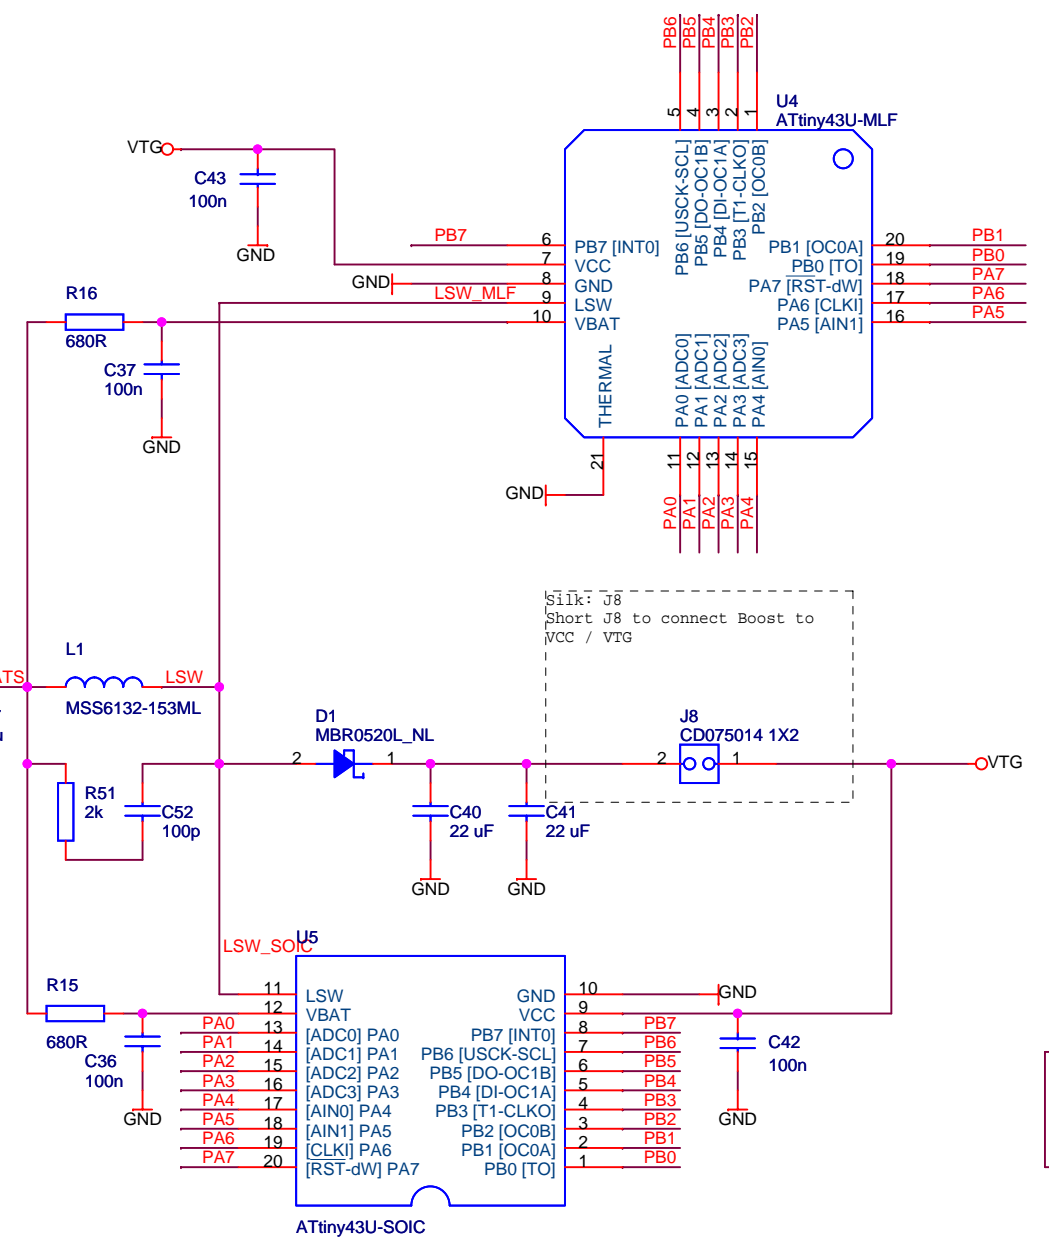 PB6
PB5
PB4
PB3
PB2
5
4
3
2
1
U4
ATtiny43U-MLF
VTG
C43
100n
GND
PB6 [USCK-SCL]
PB5 [DO-OC1B]
PB4 [DI-OC1A]
PB3 [T1-CLKO]
PB2 [OC0B]
PB7 6 PB7 [INT0]
7 VCC
GND 8 GND
LSW_MLF 9 LSW
10 VBAT
PB1 [OC0A] 20 PB1
PB0 [TO] 19 PB0
PA7 [RST-dW] 18 PA7
PA6 [CLKI] 17 PA6
PA5 [AIN1] 16 PA5
R16
680R
C37
100n
GND
THERMAL
PA0 [ADC0]
PA1 [ADC1]
PA2 [ADC2]
PA3 [ADC3]
PA4 [AIN0]
21
11
12
13
14
15
GND
PA0
PA1
PA2
PA3
PA4
Silk: J8
Short J8 to connect Boost to
VCC / VTG
L1
ATS
LSW
MSS6132-153ML
D1
MBR0520L_NL
2 1
J8
CD075014 1X2
2 1
VTG
R51
2k
C52
100p
C40
22 uF
GND
C41
22 uF
GND
LSW_SOIC
U5
R15
680R
C36
100n
GND
11 LSW
12 VBAT
PA0 13 [ADC0] PA0
PA1 14 [ADC1] PA1
PA2 15 [ADC2] PA2
PA3 16 [ADC3] PA3
PA4 17 [AIN0] PA4
PA5 18 [AIN1] PA5
PA6 19 [CLKI] PA6
PA7 20 [RST-dW] PA7
GND 10 GND
VCC 9
PB7 [INT0] 8 PB7
PB6 [USCK-SCL] 7 PB6
PB5 [DO-OC1B] 6 PB5
PB4 [DI-OC1A] 5 PB4
PB3 [T1-CLKO] 4 PB3
PB2 [OC0B] 3 PB2
PB1 [OC0A] 2 PB1
PB0 [TO] 1 PB0
C42
100n
GND
ATtiny43U-SOIC